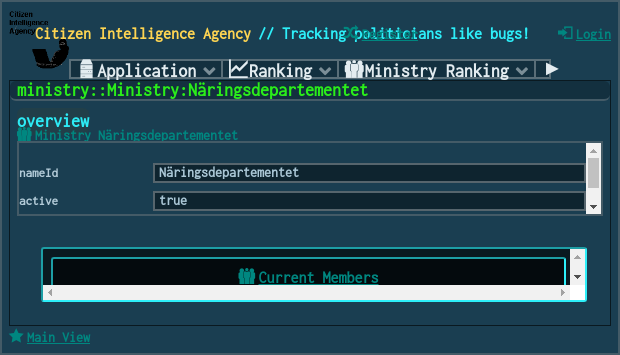 Citizen
Intelligence
Agency
Citizen Intelligence Agency // Tracking politicians like bugs!
Login
Application Ranking Ministry Ranking
ministry::Ministry:Näringsdepartementet
overview
Ministry Näringsdepartementet
nameId Näringsdepartementet
active true
Current Members
Main View